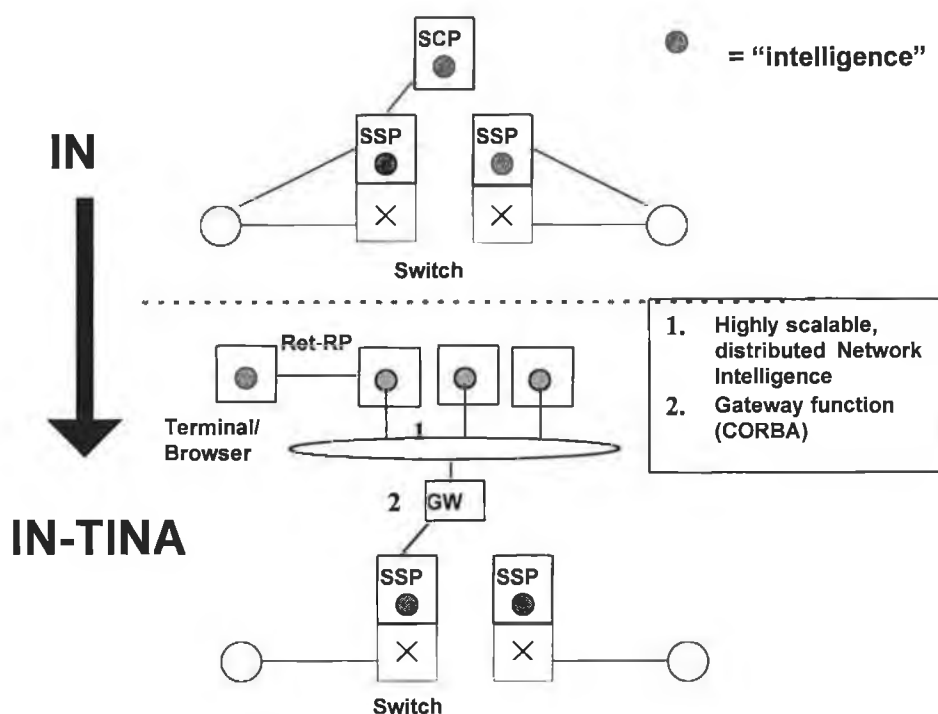 SCP
= “intelligence”
IN
SSP
SSP
Switch
Ret-RP
1. Highly scalable,
distributed Network
Intelligence
2. Gateway function
(CORBA)
Terminal/
Browser
1
2
GW
IN-TINA
SSP
SSP
Switch